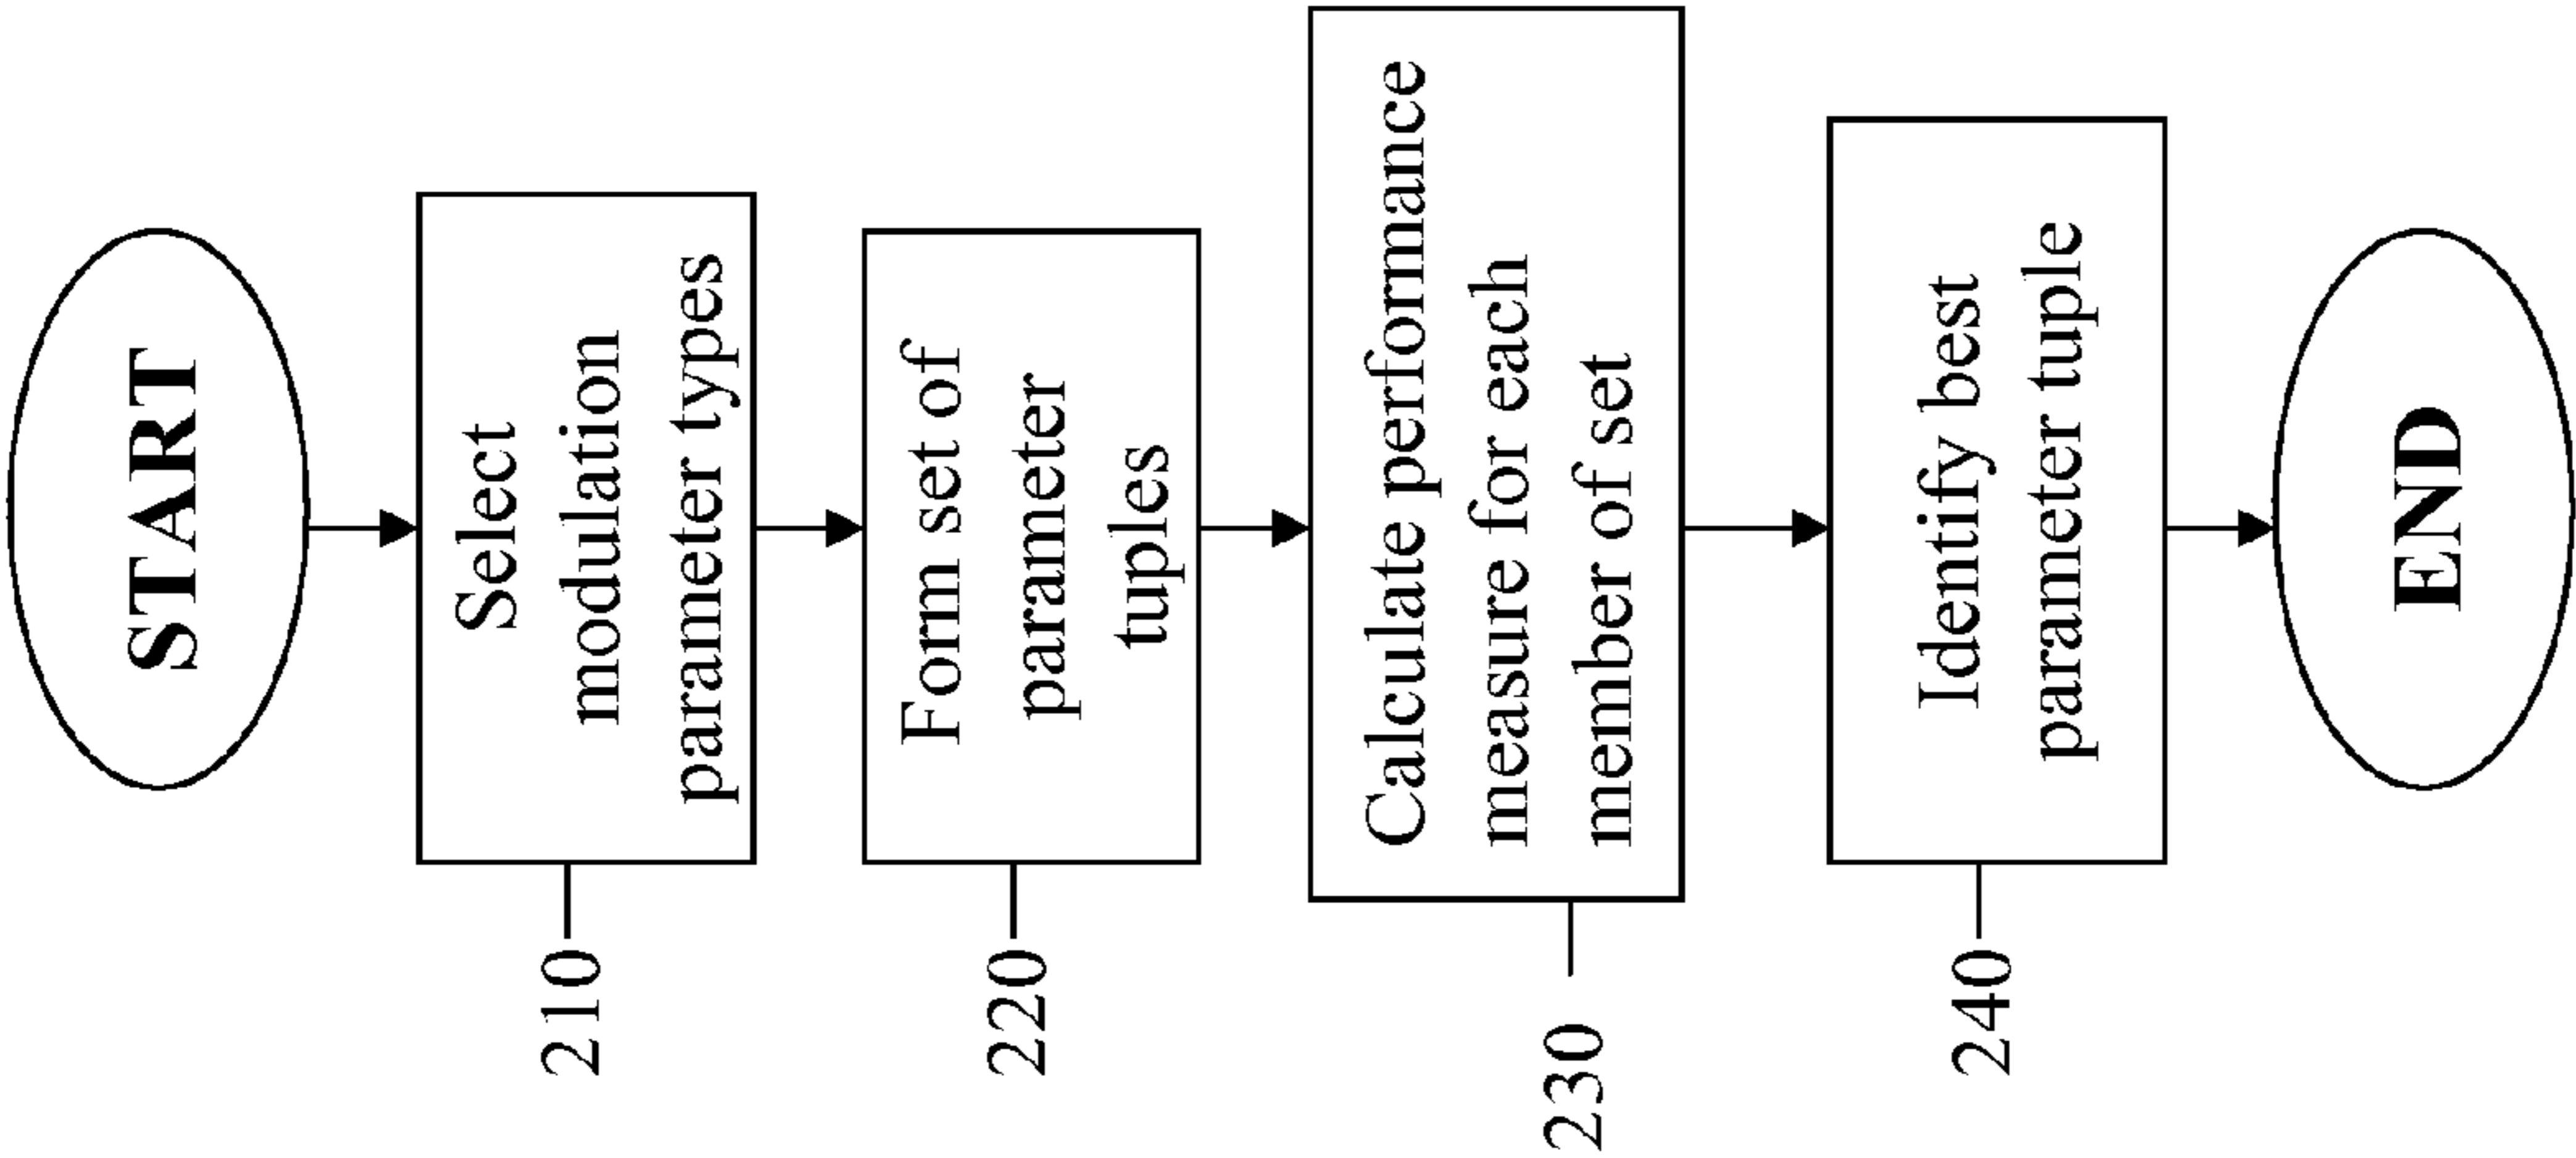 START
210
Select
modulation
parameter types
220
Form set of
parameter
tuples
230
Calculate performance
measure for each
member of set
240
Identify best
parameter tuple
END